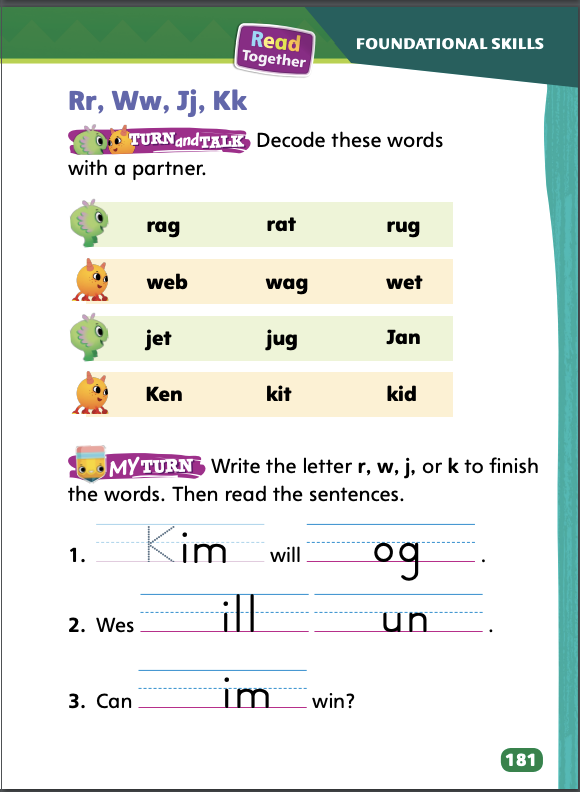 Read
Together
FOUNDATIONAL SKILLS
Rr, Ww, Jj, Kk
TURN and TALK Decode these words
with a partner.
rag rat rug
web wag wet
jet jug Jan
Ken kit kid
MY TURN Write the letter r, w, j, or k to finish
the words. Then read the sentences.
1. Kim will og .
2. Wes ill un .
3. Can im win?
181